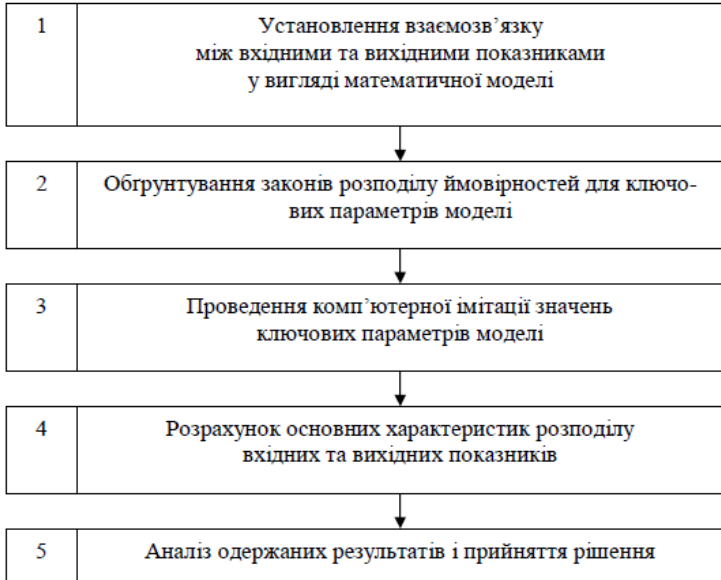 1
Установлення взаємозв’язку
між вхідними та вихідними показниками
у вигляді математичної моделі
2
Обґрунтування законів розподілу ймовірностей для ключо-
вих параметрів моделі
3
Проведення комп’ютерної імітації значень
ключових параметрів моделі
4
Розрахунок основних характеристик розподілу
вхідних та вихідних показників
5
Аналіз одержаних результатів і прийняття рішення